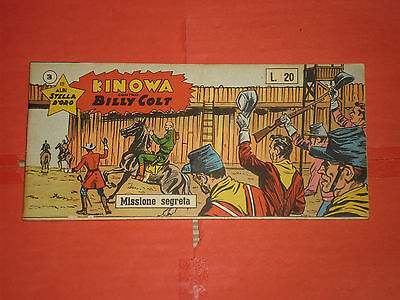 3
ALBI
STELLA
D'ORO
KINOWA
CONTRO
BILLY COLT
L. 20
Missione segreta